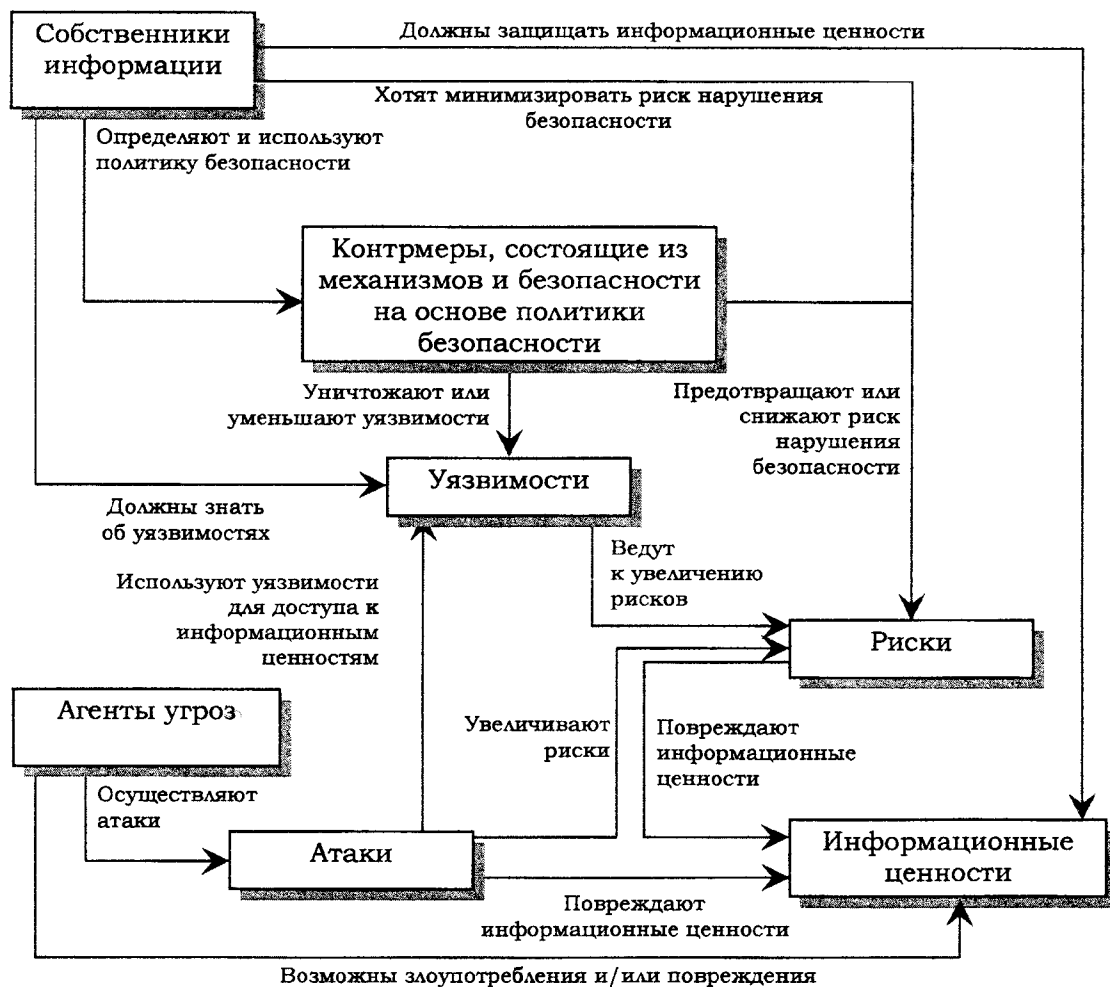 Собственники
информации
Должны защищать информационные ценности
Хотят минимизировать риск нарушения
безопасности
Определяют и используют
политику безопасности
Контрмеры, состоящие из
механизмов и безопасности
на основе политики
безопасности
Уничтожают или
уменьшают уязвимости
Предотвращают или
снижают риск
нарушения
безопасности
Уязвимости
Должны знать
об уязвимостях
Ведут
к увеличению
рисков
Используют уязвимости
для доступа к
информационным
ценностям
Риски
Агенты угроз
Увеличивают
риски
Повреждают
информационные
ценности
Осуществляют
атаки
Атаки
Информационные
ценности
Повреждают
информационные ценности
Возможны злоупотребления и/или повреждения